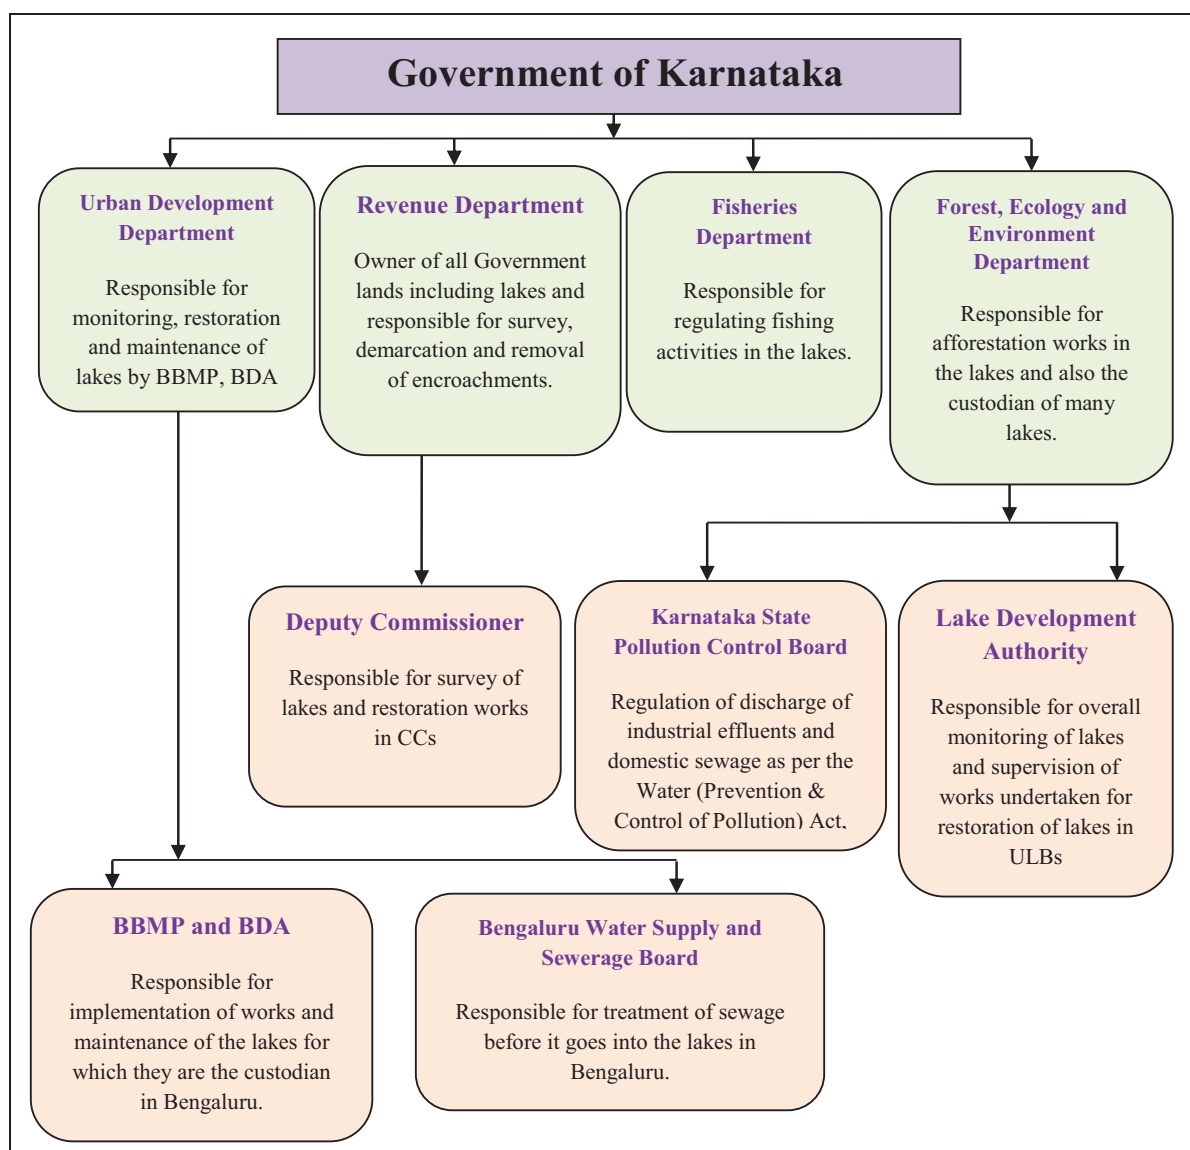 Government of Karnataka
Urban Development
Department
Responsible for
monitoring, restoration
and maintenance of
lakes by BBMP, BDA
Revenue Department
Owner of all Government
lands including lakes and
responsible for survey,
demarcation and removal
of encroachments.
Fisheries
Department
Responsible for
regulating fishing
activities in the lakes.
Forest, Ecology and
Environment
Department
Responsible for
afforestation works in
the lakes and also the
custodian of many
lakes.
Deputy Commissioner
Responsible for survey of
lakes and restoration works
in CCs
Karnataka State
Pollution Control Board
Regulation of discharge of
industrial effluents and
domestic sewage as per the
Water (Prevention &
Control of Pollution) Act,
Lake Development
Authority
Responsible for overall
monitoring of lakes
and supervision of
works undertaken for
restoration of lakes in
ULBs
BBMP and BDA
Responsible for
implementation of works and
maintenance of the lakes for
which they are the custodian
in Bengaluru.
Bengaluru Water Supply and
Sewerage Board
Responsible for treatment of sewage
before it goes into the lakes in
Bengaluru.